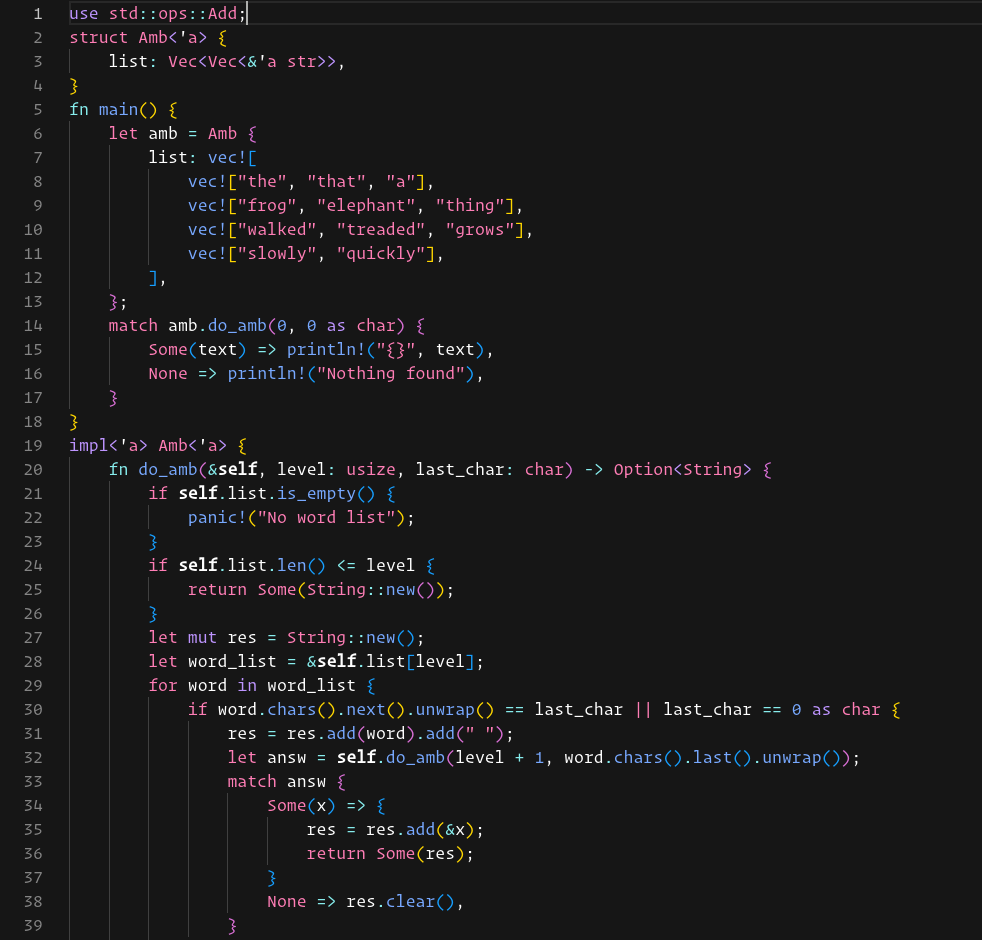 1 use std::ops::Add;
2 struct Amb<'a> {
3     list: Vec<Vec<&'a str>>,
4 }
5 fn main() {
6     let amb = Amb {
7         list: vec![
8             vec!["the", "that", "a"],
9             vec!["frog", "elephant", "thing"],
10             vec!["walked", "treaded", "grows"],
11             vec!["slowly", "quickly"],
12         ],
13     };
14     match amb.do_amb(0, 0 as char) {
15         Some(text) => println!("{}", text),
16         None => println!("Nothing found"),
17     }
18 }
19 impl<'a> Amb<'a> {
20     fn do_amb(&self, level: usize, last_char: char) -> Option<String> {
21         if self.list.is_empty() {
22             panic!("No word list");
23         }
24         if self.list.len() <= level {
25             return Some(String::new());
26         }
27         let mut res = String::new();
28         let word_list = &self.list[level];
29         for word in word_list {
30             if word.chars().next().unwrap() == last_char || last_char == 0 as char {
31                 res = res.add(word).add(" ");
32                 let answ = self.do_amb(level + 1, word.chars().last().unwrap());
33                 match answ {
34                     Some(x) => {
35                         res = res.add(&x);
36                         return Some(res);
37                     }
38                     None => res.clear(),
39                 }